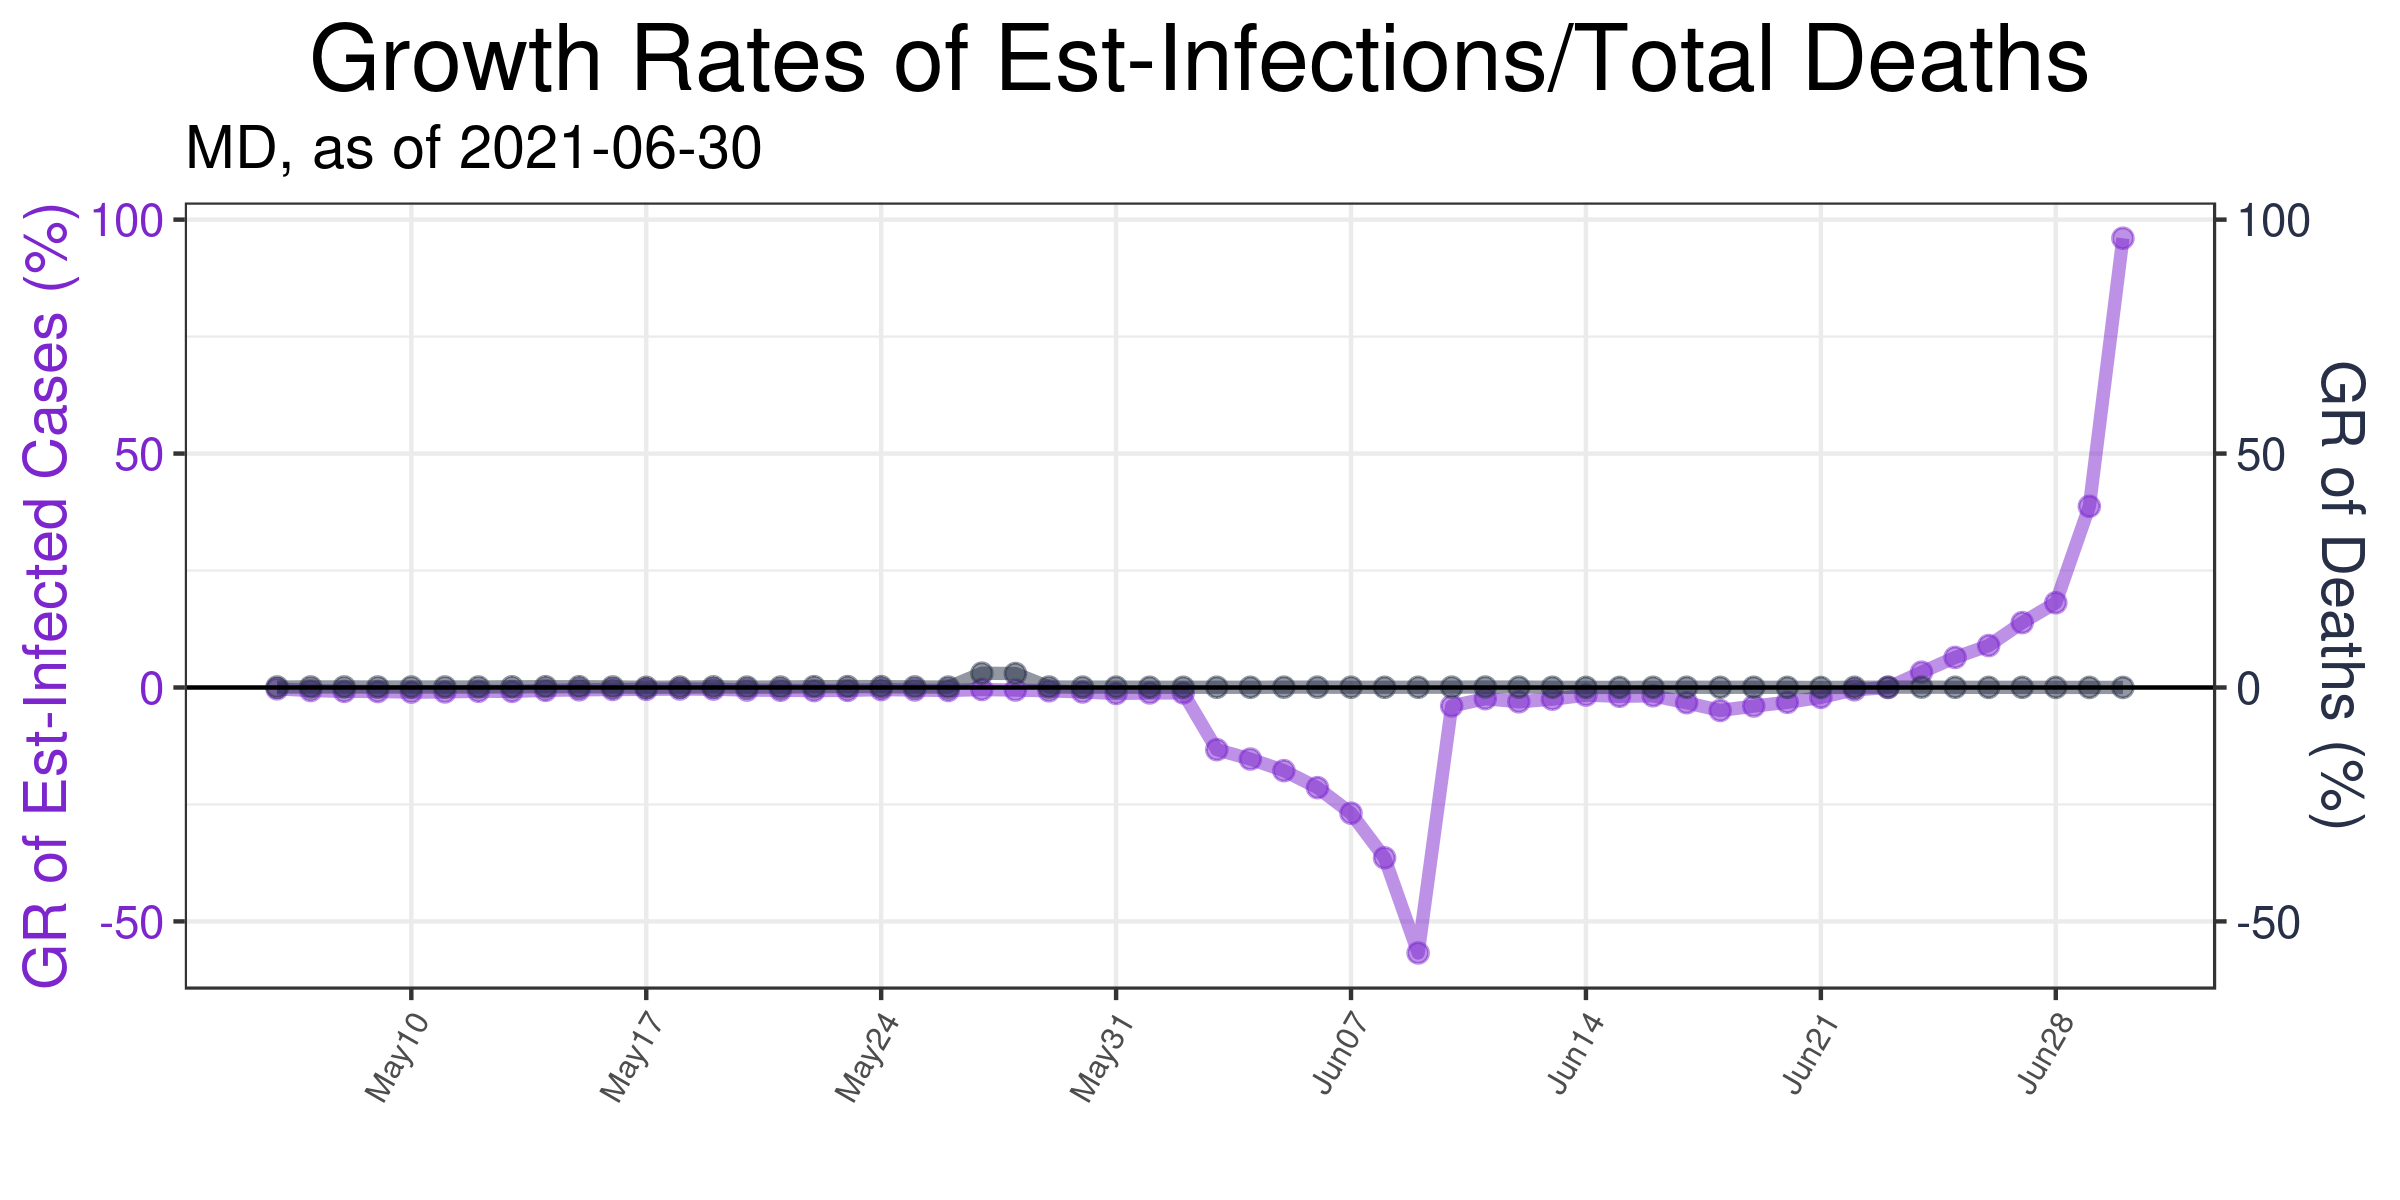 Growth Rates of Est-Infections/Total Deaths
MD, as of 2021-06-30
GR of Est-Infected Cases (%)
100
50
0
-50
100
50
0
-50
GR of Deaths (%)
May10
May17
May24
May31
Jun07
Jun14
Jun21
Jun28